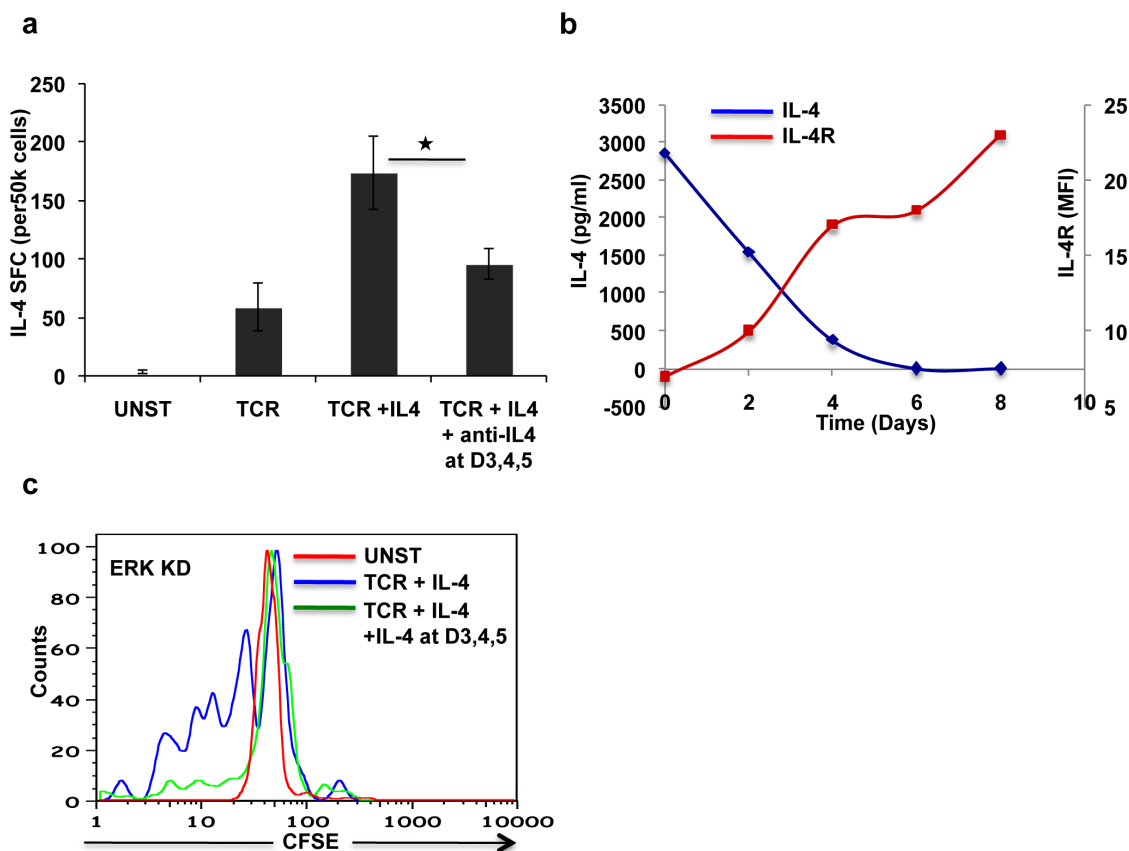 a
250
200
150
100
50
0
IL-4 SFC (per50k cells)
★
UNST
TCR
TCR +IL4
TCR + IL4
+ anti-IL4
at D3,4,5
b
3500
3000
2500
2000
1500
1000
500
0
-500
IL-4 (pg/ml)
IL-4
IL-4R
25
20
15
10
5
IL-4R (MFI)
0
2
4
6
8
10
Time (Days)
c
100
80
60
40
20
0
Counts
ERK KD
UNST
TCR + IL-4
TCR + IL-4
+IL-4 at D3,4,5
1
10
100
1000
10000
CFSE